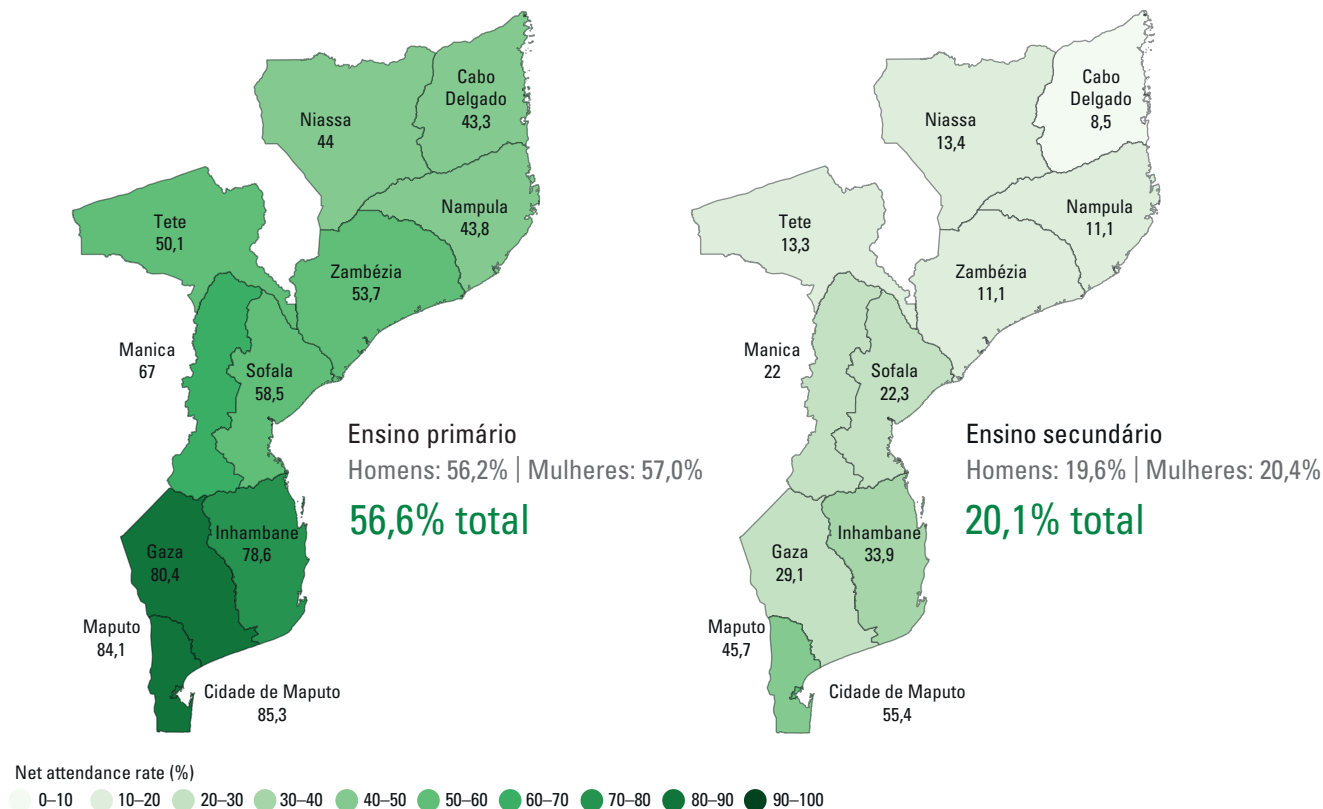 Cabo
Delgado
43,3
Niassa
44
Nampula
43,8
Tete
50,1
Zambézia
53,7
Manica
67
Sofala
58,5
Ensino primário
Homens: 56,2% | Mulheres: 57,0%
56,6% total
Inhambane
78,6
Gaza
80,4
Maputo
84,1
Cidade de Maputo
85,3
Cabo
Delgado
8,5
Niassa
13,4
Nampula
11,1
Tete
13,3
Zambézia
11,1
Manica
22
Sofala
22,3
Ensino secundário
Homens: 19,6% | Mulheres: 20,4%
20,1% total
Inhambane
33,9
Gaza
29,1
Maputo
45,7
Cidade de Maputo
55,4
Net attendance rate (%)
0–10 10–20 20–30 30–40 40–50 50–60 60–70 70–80 80–90 90–100